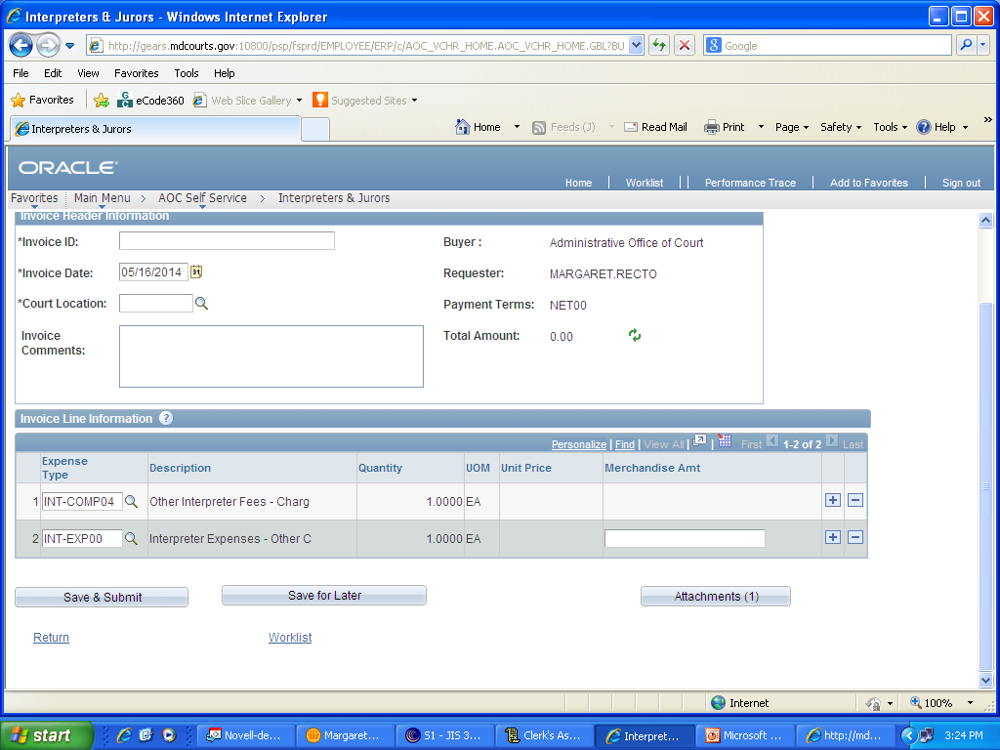 Interpreters & Jurors - Windows Internet Explorer
http://gears.mdcourts.gov:10800/psp/fsprd/EMPLOYEE/ERP/c/AOC_VCHR_HOME.AOC_VCHR_HOME.GBL?BU
Google
File Edit View Favorites Tools Help
Favorites eCode360 Web Slice Gallery Suggested Sites
Interpreters & Jurors Home Feeds (J) Read Mail Print Page Safety Tools Help »
ORACLE
Home | Worklist | | Performance Trace | Add to Favorites | Sign out
Favorites Main Menu > AOC Self Service > Interpreters & Jurors
Invoice Header Information
*Invoice ID: Buyer : Administrative Office of Court
*Invoice Date: 05/16/2014 31 Requester: MARGARET.RECTO
*Court Location: Payment Terms: NET00
Invoice Comments: Total Amount: 0.00
Invoice Line Information ?
Personalize | Find | View All | | First 1-2 of 2 Last
Expense Type Description Quantity UOM Unit Price Merchandise Amt
1 INT-COMP04 Other Interpreter Fees - Charg 1.0000 EA + -
2 INT-EXP00 Interpreter Expenses - Other C 1.0000 EA + -
Save & Submit Save for Later Attachments (1)
Return Worklist
Internet 100%
start Novell-de... Margaret... S1 - JIS 3... Clerk's As... Interpret... Microsoft ... http://md... 3:24 PM